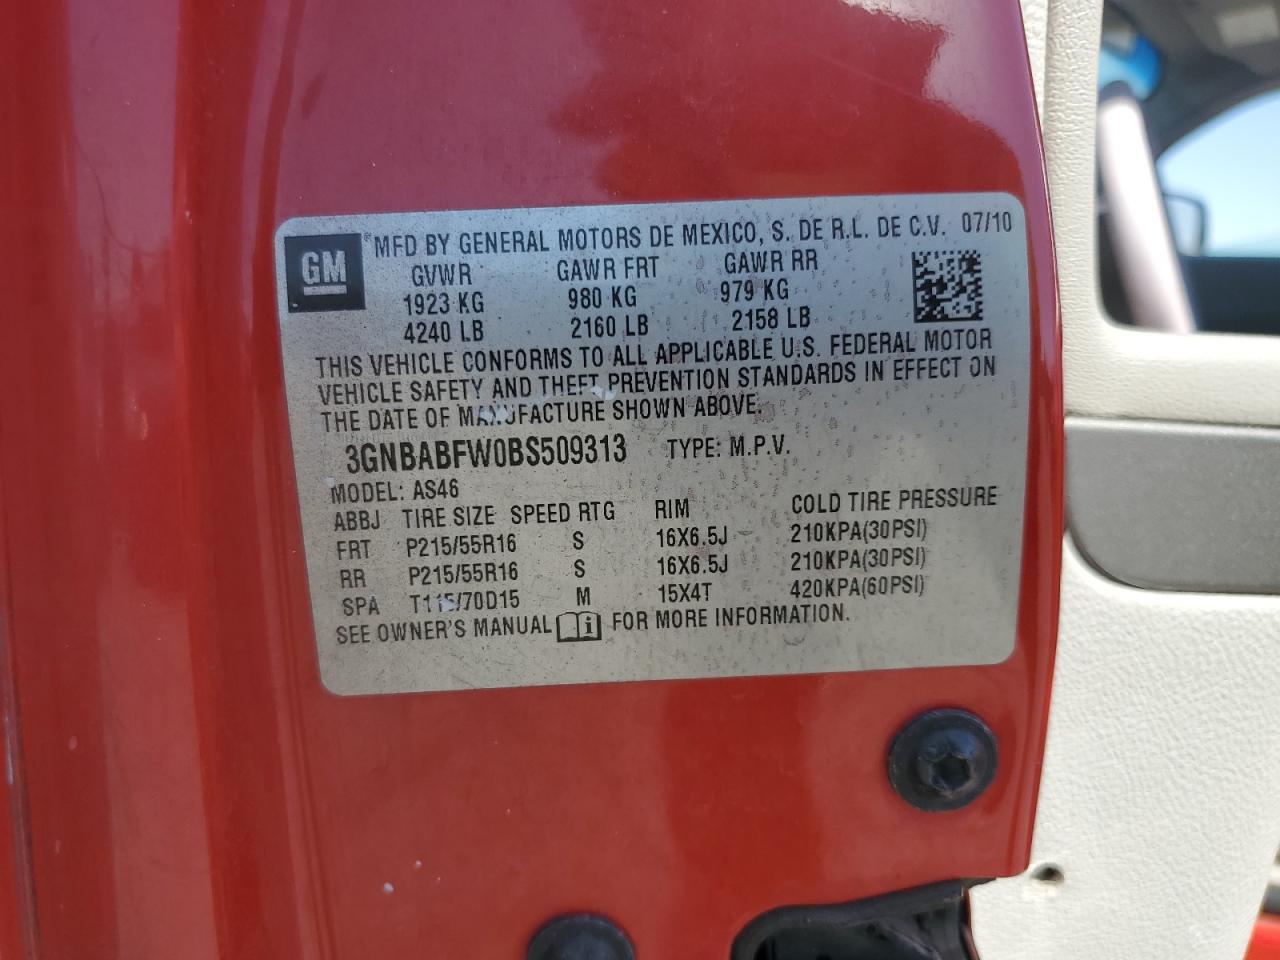 GM
MFD BY GENERAL MOTORS DE MEXICO, S. DE R.L. DE C.V. 07/10
GVWR GAWR FRT GAWR RR
1923 KG 980 KG 979 KG
4240 LB 2160 LB 2158 LB
THIS VEHICLE CONFORMS TO ALL APPLICABLE U.S. FEDERAL MOTOR
VEHICLE SAFETY AND THEFT PREVENTION STANDARDS IN EFFECT ON
THE DATE OF MANUFACTURE SHOWN ABOVE.
3GNBABFW0BS509313 TYPE: M.P.V.
MODEL: AS46
ABBJ TIRE SIZE SPEED RTG RIM COLD TIRE PRESSURE
FRT P215/55R16 S 16X6.5J 210KPA(30PSI)
RR P215/55R16 S 16X6.5J 210KPA(30PSI)
SPA T115/70D15 M 15X4T 420KPA(60PSI)
SEE OWNER'S MANUAL i FOR MORE INFORMATION.